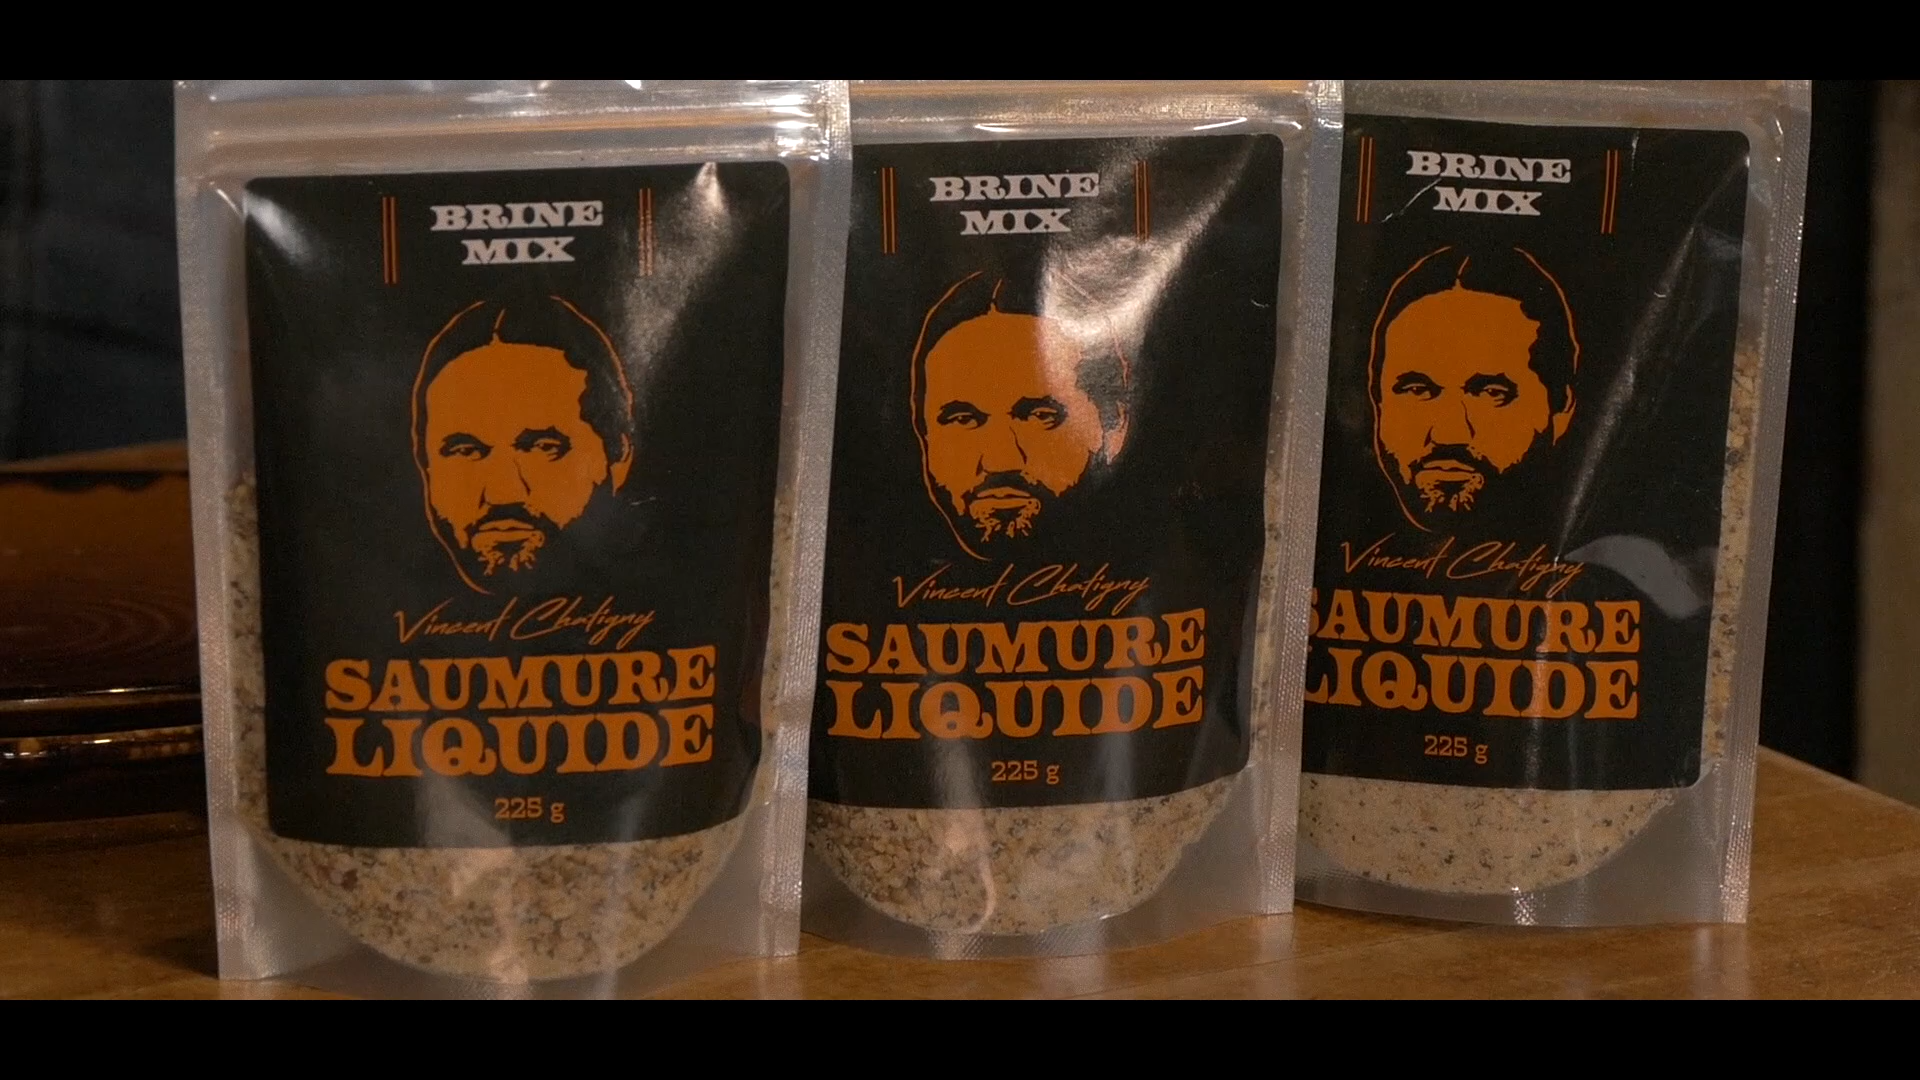 BRINE
MIX
Vincent Chatigny
SAUMURE
LIQUIDE
225 g
BRINE
MIX
Vincent Chatigny
SAUMURE
LIQUIDE
225 g
BRINE
MIX
Vincent Chatigny
SAUMURE
LIQUIDE
225 g